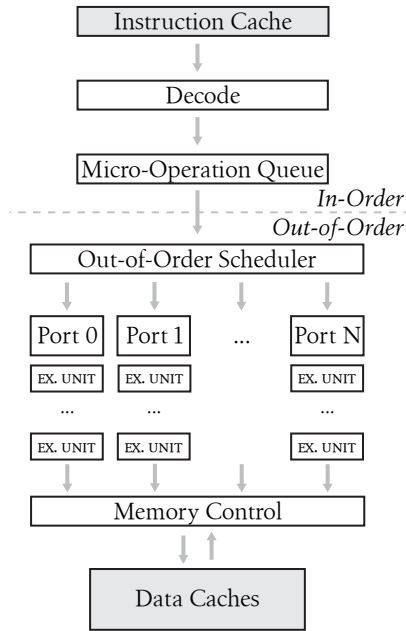 Instruction Cache
Decode
Micro-Operation Queue
In-Order
Out-of-Order
Out-of-Order Scheduler
Port 0 Port 1 ... Port N
EX. UNIT EX. UNIT EX. UNIT
... ... ...
EX. UNIT EX. UNIT EX. UNIT
Memory Control
Data Caches